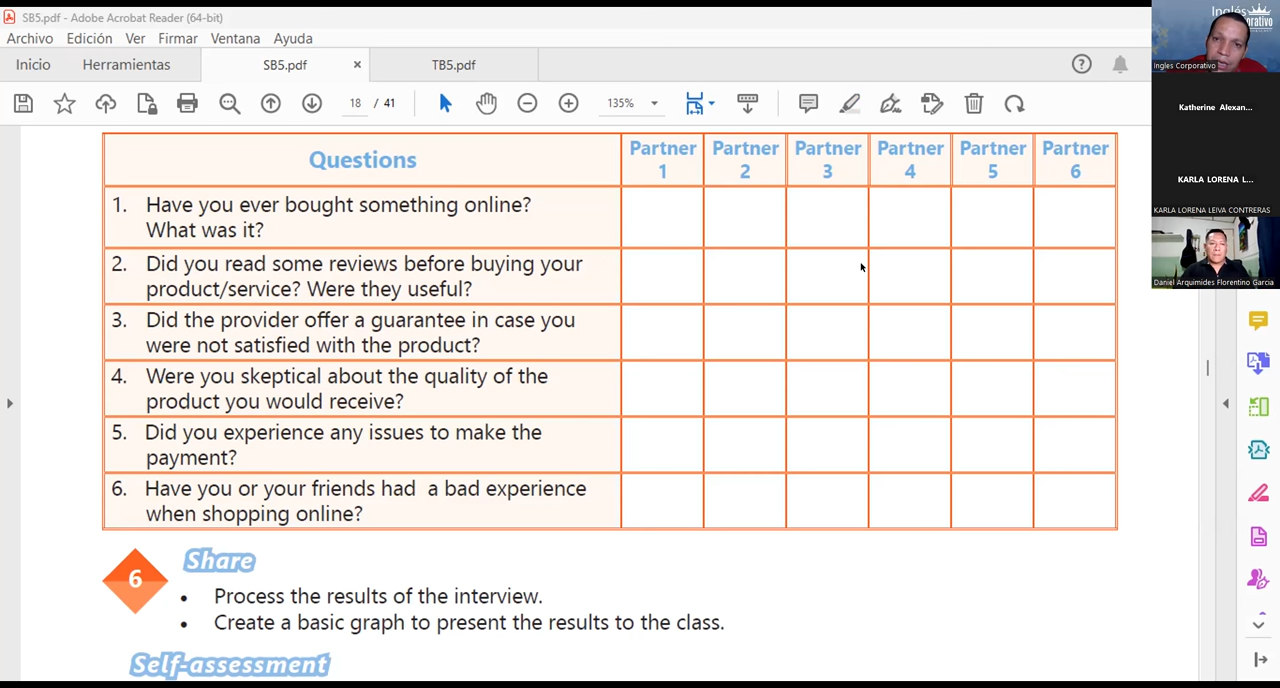 SB5.pdf - Adobe Acrobat Reader (64-bit)
Archivo Edición Ver Firmar Ventana Ayuda
Inicio Herramientas SB5.pdf × TB5.pdf
18 / 41 135%
Questions Partner 1 Partner 2 Partner 3 Partner 4 Partner 5 Partner 6
1. Have you ever bought something online?
What was it?
2. Did you read some reviews before buying your
product/service? Were they useful?
3. Did the provider offer a guarantee in case you
were not satisfied with the product?
4. Were you skeptical about the quality of the
product you would receive?
5. Did you experience any issues to make the
payment?
6. Have you or your friends had a bad experience
when shopping online?
6 Share
• Process the results of the interview.
• Create a basic graph to present the results to the class.
Self-assessment
Inglés
Ingles Corporativo
Katherine Alexan...
KARLA LORENA L...
KARLA LORENA LEIVA CONTRERAS
Daniel Arquimides Florentino Garcia